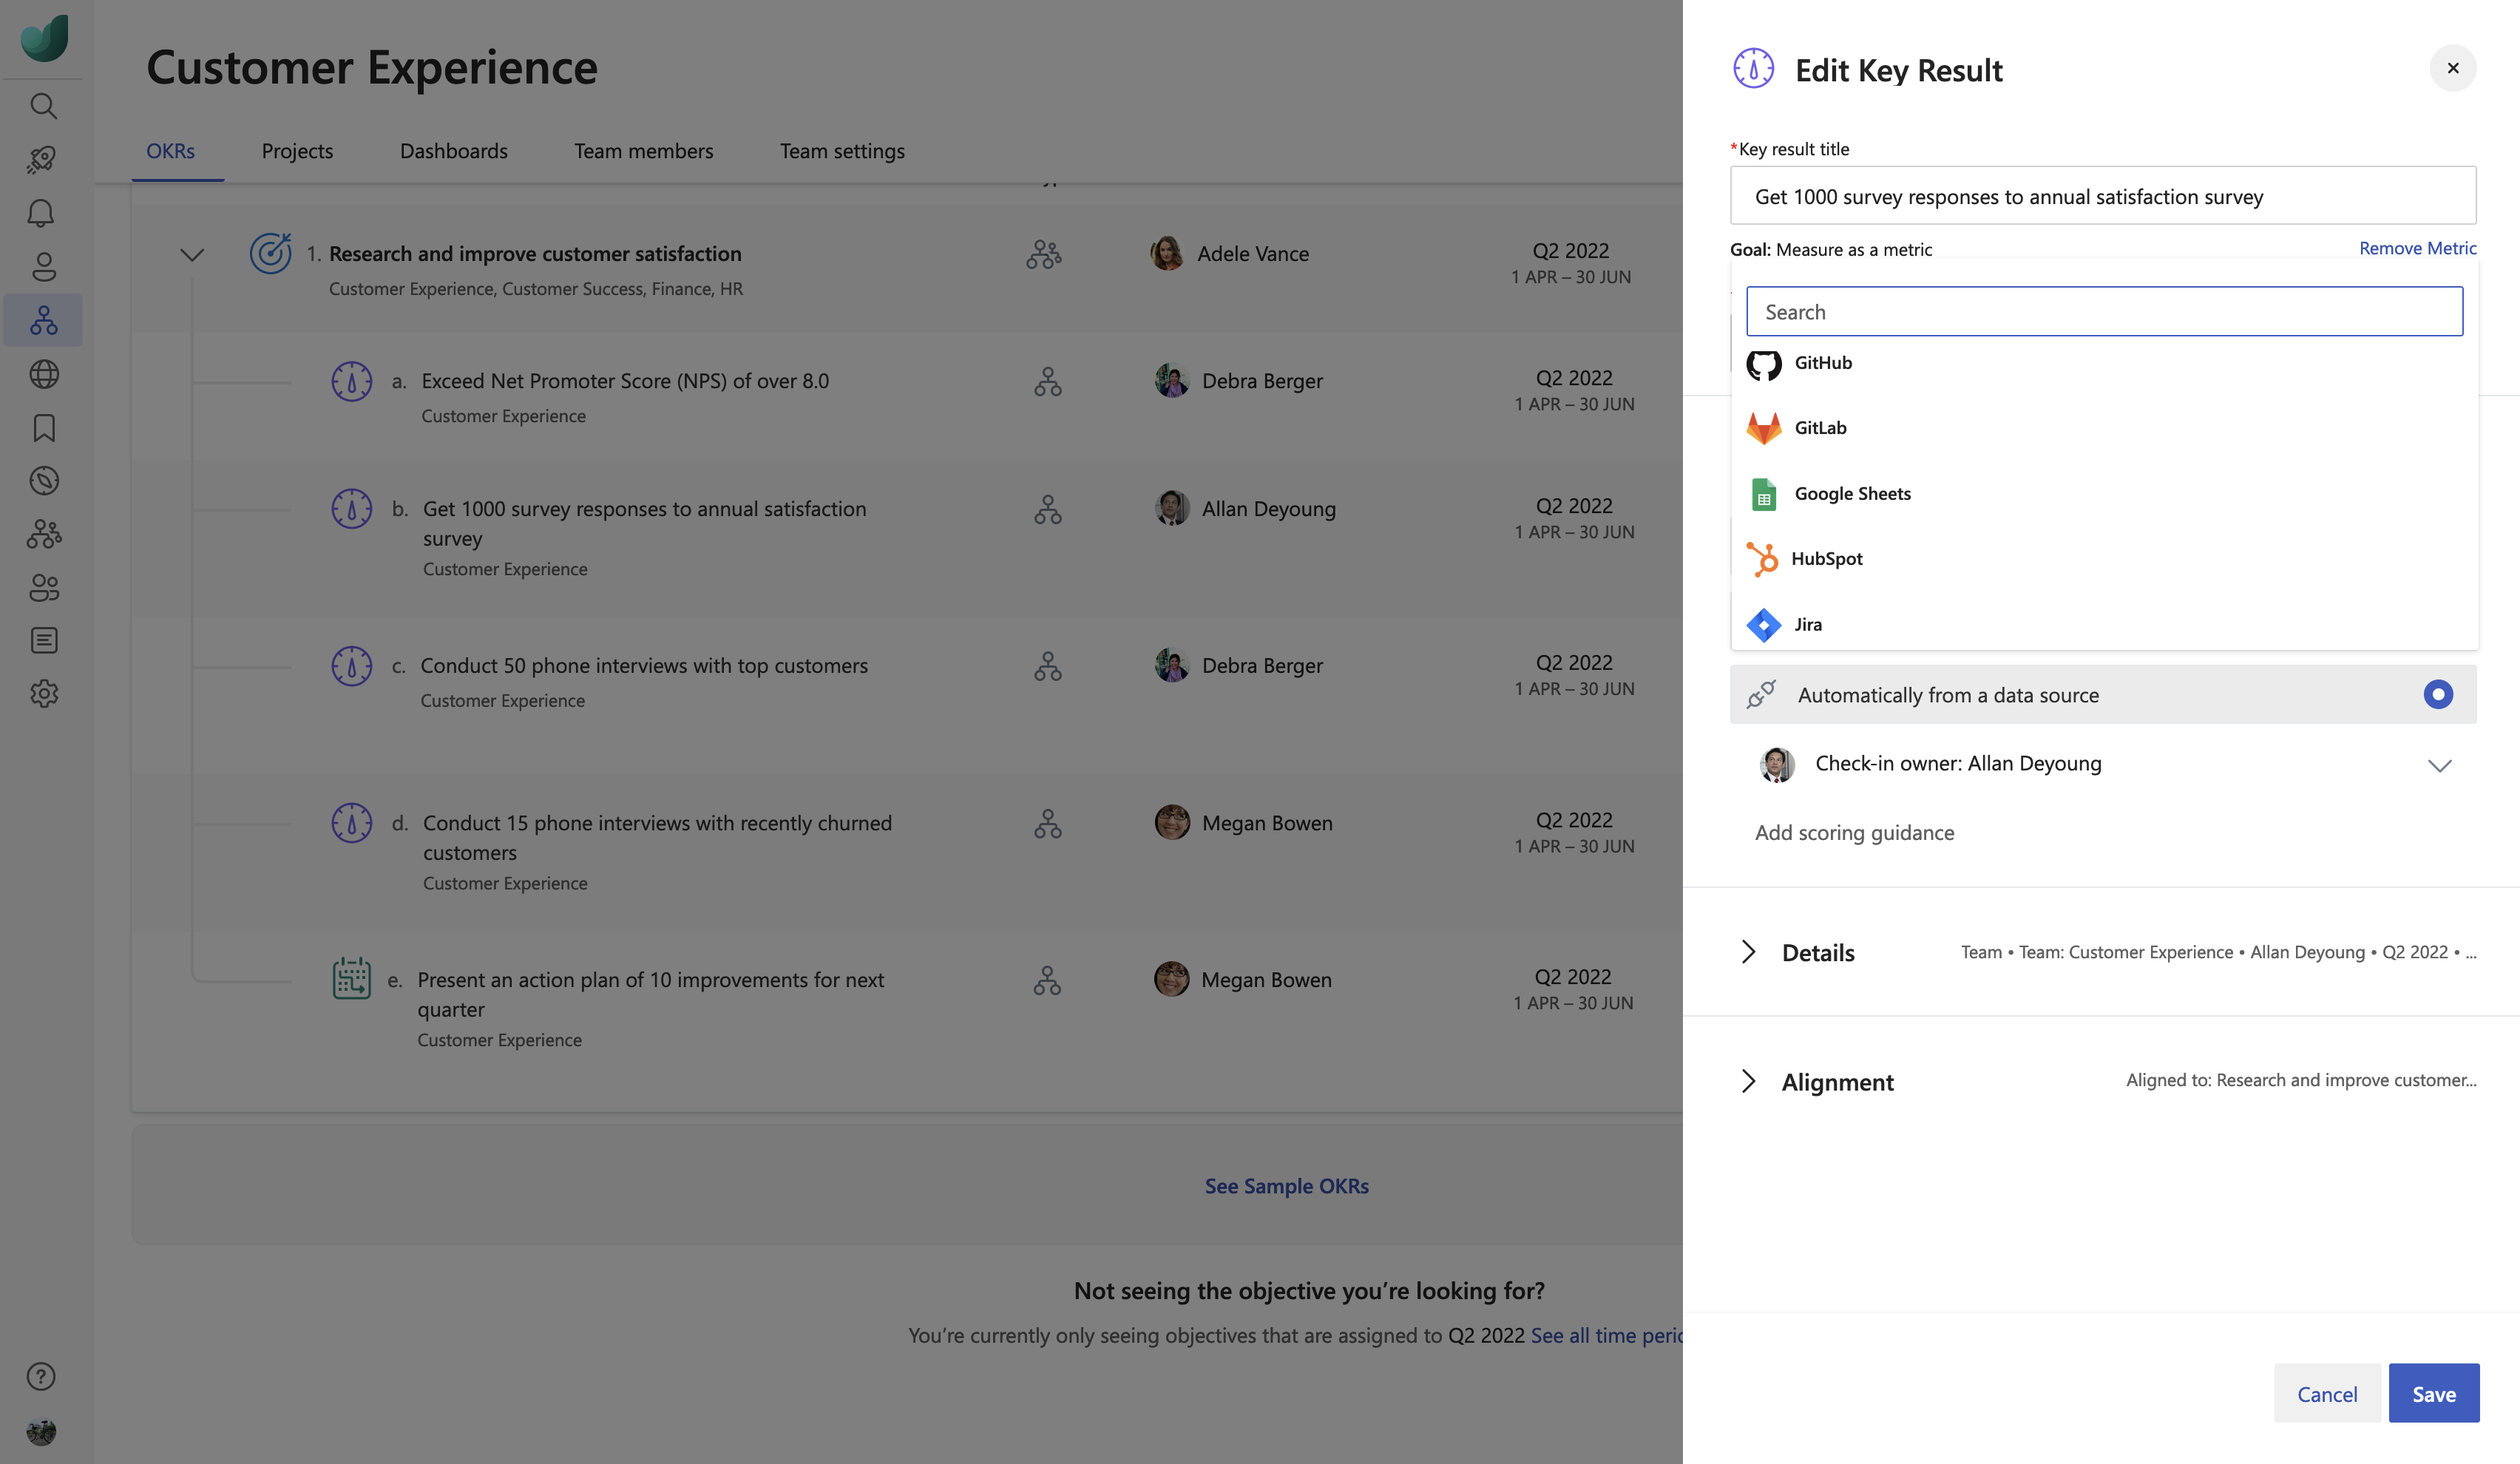 Customer Experience
OKRs
Projects
Dashboards
Team members
Team settings
1. Research and improve customer satisfaction
Customer Experience, Customer Success, Finance, HR
Adele Vance
Q2 2022
1 APR – 30 JUN
a. Exceed Net Promoter Score (NPS) of over 8.0
Customer Experience
Debra Berger
Q2 2022
1 APR – 30 JUN
b. Get 1000 survey responses to annual satisfaction
survey
Customer Experience
Allan Deyoung
Q2 2022
1 APR – 30 JUN
c. Conduct 50 phone interviews with top customers
Customer Experience
Debra Berger
Q2 2022
1 APR – 30 JUN
d. Conduct 15 phone interviews with recently churned
customers
Customer Experience
Megan Bowen
Q2 2022
1 APR – 30 JUN
e. Present an action plan of 10 improvements for next
quarter
Customer Experience
Megan Bowen
Q2 2022
1 APR – 30 JUN
See Sample OKRs
Not seeing the objective you’re looking for?
You’re currently only seeing objectives that are assigned to Q2 2022 See all time
Edit Key Result
*Key result title
Get 1000 survey responses to annual satisfaction survey
Goal: Measure as a metric
Remove Metric
Search
GitHub
GitLab
Google Sheets
HubSpot
Jira
Automatically from a data source
Check-in owner: Allan Deyoung
Add scoring guidance
Details
Team • Team: Customer Experience • Allan Deyoung • Q2 2022 • ...
Alignment
Aligned to: Research and improve customer...
Cancel
Save